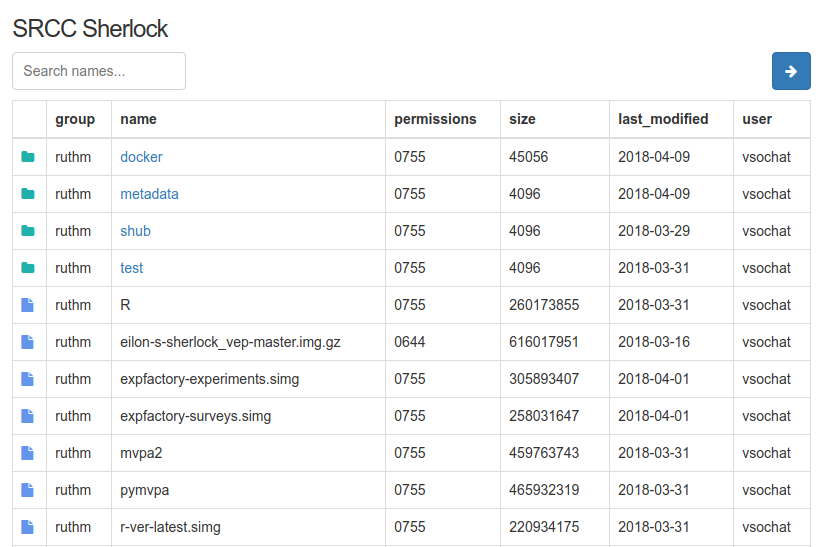 SRCC Sherlock
Search names...
group name permissions size last_modified user
ruthm docker 0755 45056 2018-04-09 vsochat
ruthm metadata 0755 4096 2018-04-09 vsochat
ruthm shub 0755 4096 2018-03-29 vsochat
ruthm test 0755 4096 2018-03-31 vsochat
ruthm R 0755 260173855 2018-03-31 vsochat
ruthm eilon-s-sherlock_vep-master.img.gz 0644 616017951 2018-03-16 vsochat
ruthm expfactory-experiments.simg 0755 305893407 2018-04-01 vsochat
ruthm expfactory-surveys.simg 0755 258031647 2018-04-01 vsochat
ruthm mvpa2 0755 459763743 2018-03-31 vsochat
ruthm pymvpa 0755 465932319 2018-03-31 vsochat
ruthm r-ver-latest.simg 0755 220934175 2018-03-31 vsochat